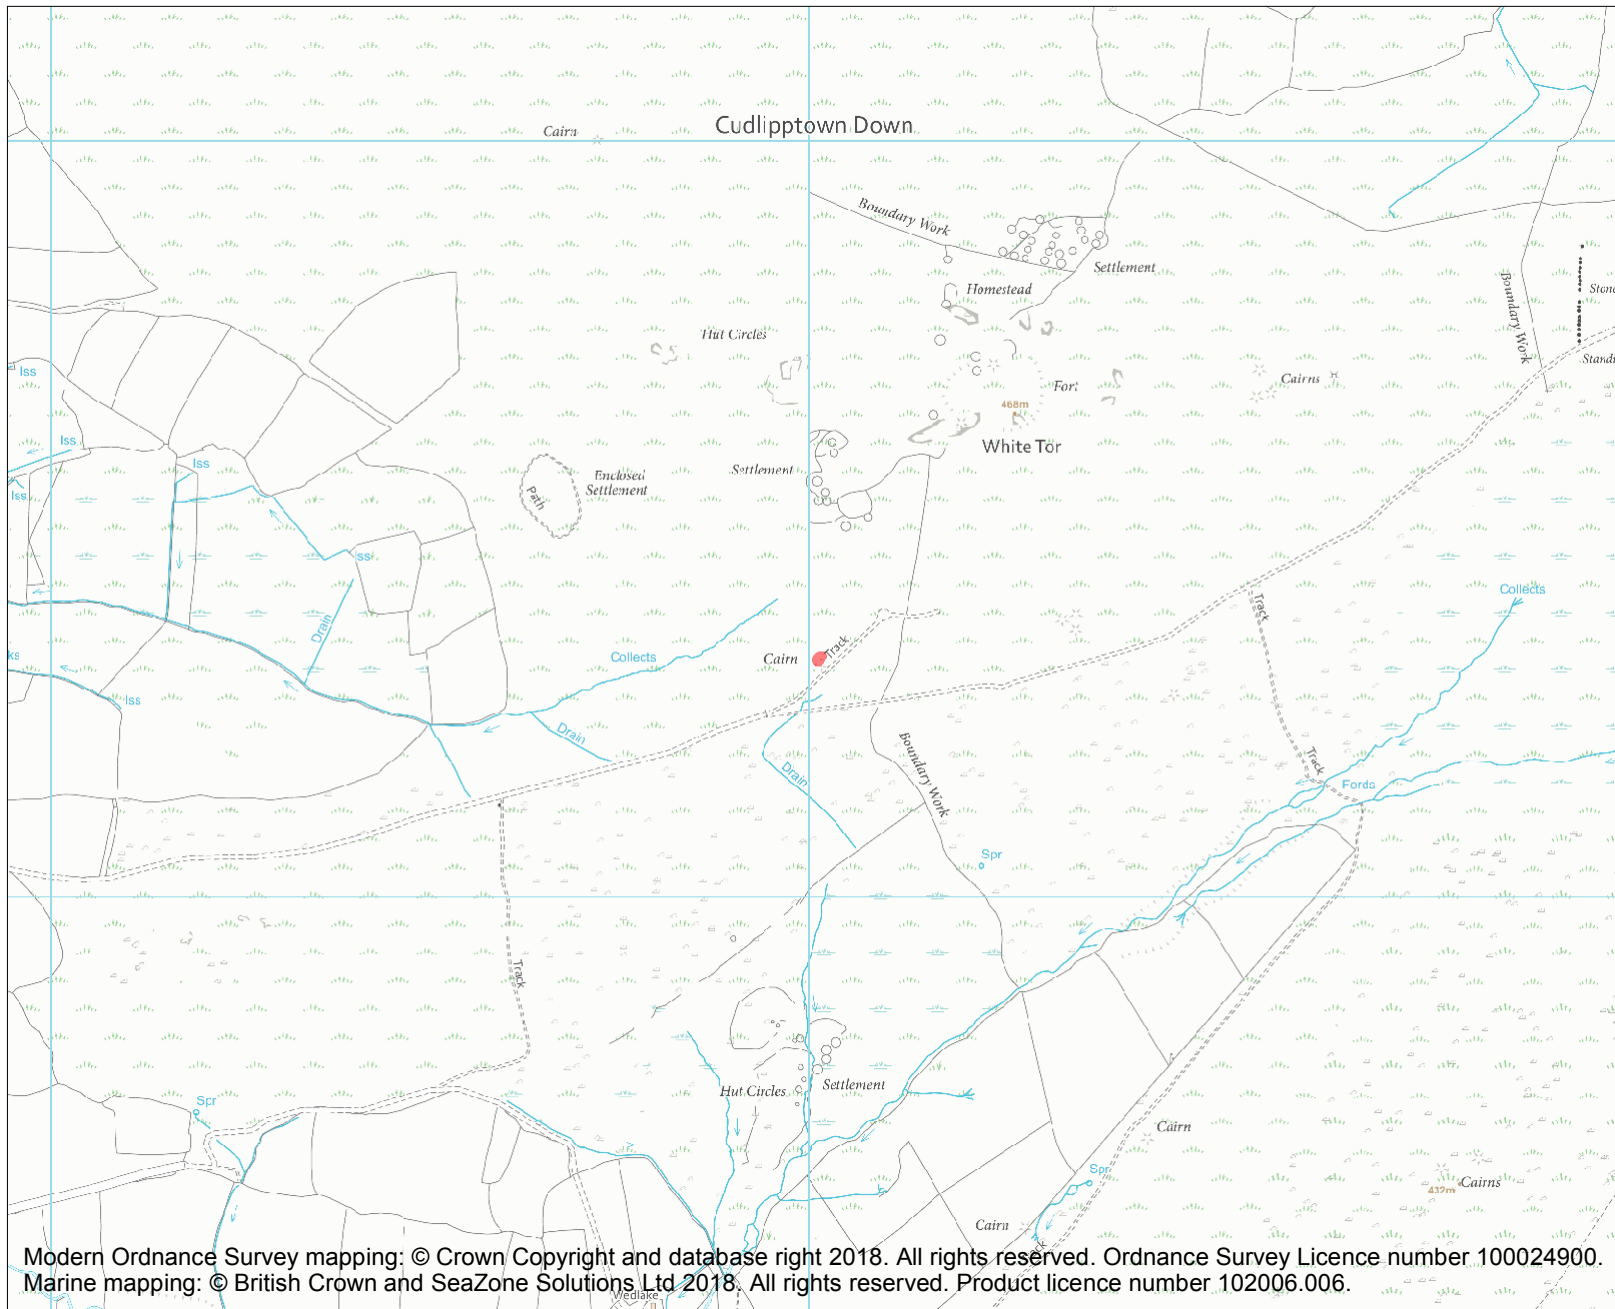 Cudlipptown Down
Cairn
Boundary Work
Settlement
Homestead
Boundary Work
Hut Circles
Cairns
Fort
468m
White Tor
Iss
Iss
Iss
Iss
Settlement
Enclosed
Settlement
Path
Drain
Collects
Cairn
Track
Track
Collects
Iss
Drain
Drain
Boundary Work
Track
Fords
Spr
Track
Hut Circles
Settlement
Spr
Cairn
Spr
Cairns
432m
Cairn
Modern Ordnance Survey mapping: © Crown Copyright and database right 2018. All rights reserved. Ordnance Survey Licence number 100024900.
Marine mapping: © British Crown and SeaZone Solutions Ltd 2018. All rights reserved. Product licence number 102006.006.
Wedlake